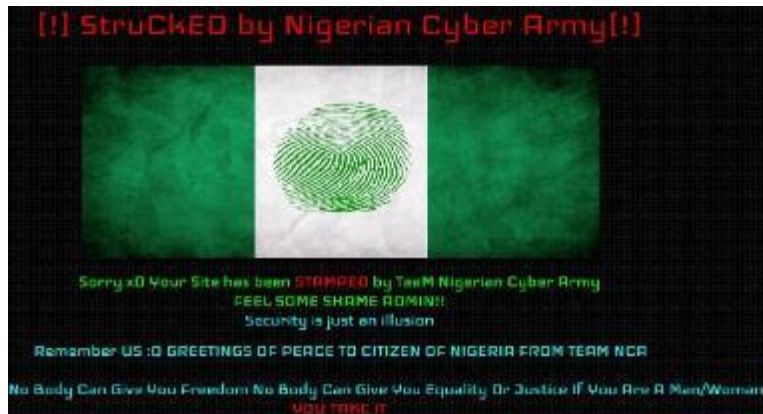 [!] StruCkED by Nigerian Cyber Army[!]
Sorry xD Your Site has been STAMPED by TeaM Nigerian Cyber Army
FEEL SOME SHAME ADMIN!!
Security is just an illusion
Remember US :D GREETINGS OF PEACE TO CITIZEN OF NIGERIA FROM TEAM NCA
No Body Can Give You Freedom No Body Can Give You Equality Or Justice If You Are A Man/Woman
YOU TAKE IT